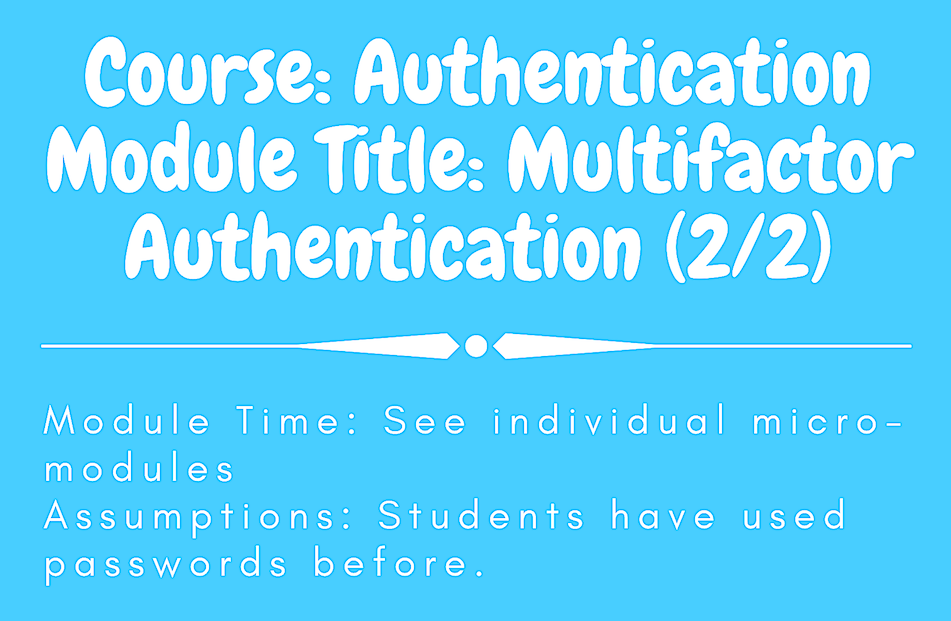 Course: Authentication
Module Title: Multifactor
Authentication (2/2)
Module Time: See individual micro-
modules
Assumptions: Students have used
passwords before.